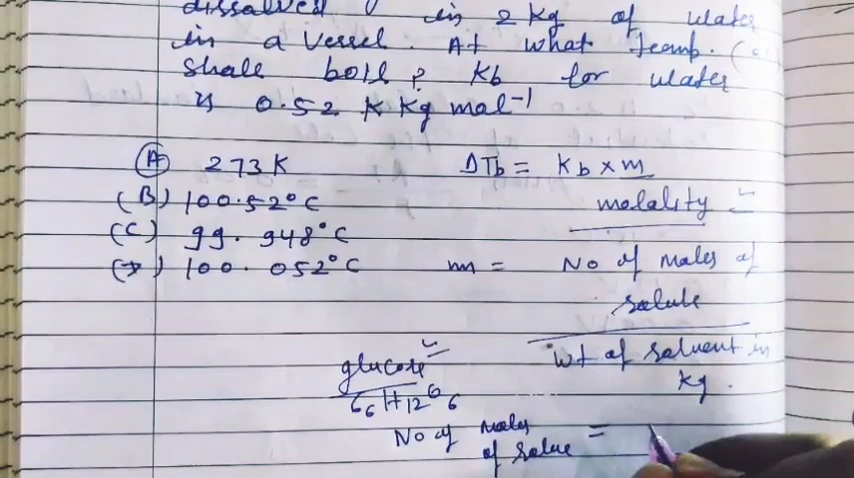 dissolved in 2 kg of water
in a vessel. At what temp.
shall boil ? Kb for water
is 0.52 K Kg mol-1
(A) 273K ΔTb = Kb × m
(B) 100.52°C molality
(C) 99.948°C
100.052°C m = No of moles of
solute
wt of solvent in
kg.
glucose
C6H12O6
No of moles
of solue =